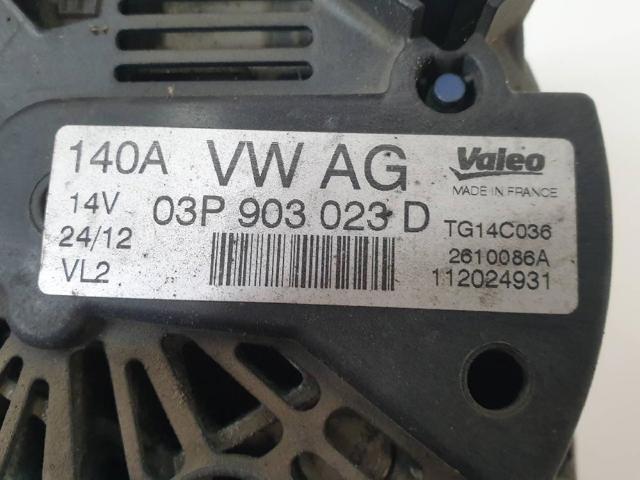 140A VW AG Valeo
MADE IN FRANCE
14V 03P 903 023 D TG14C036
24/12 2610086A
VL2 112024931